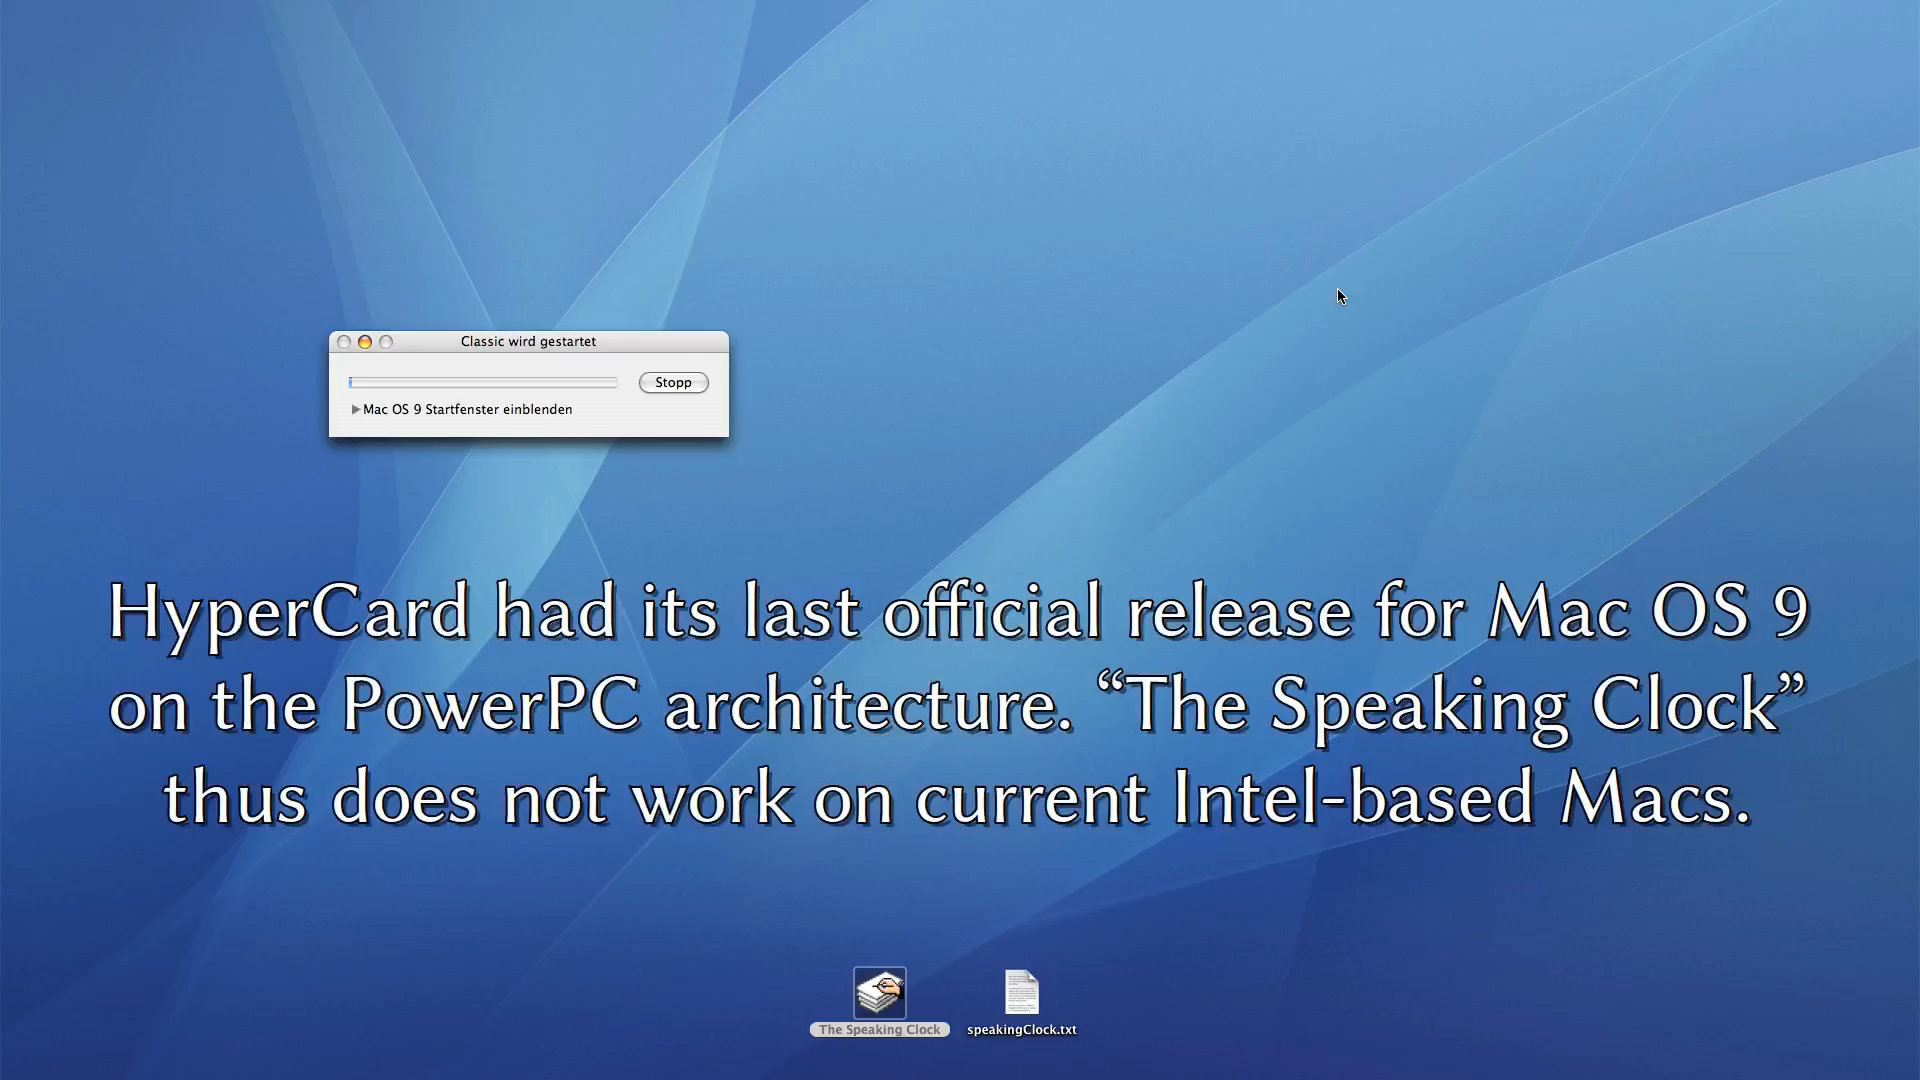 Classic wird gestartet
Stopp
Mac OS 9 Startfenster einblenden
HyperCard had its last official release for Mac OS 9
on the PowerPC architecture. “The Speaking Clock”
thus does not work on current Intel-based Macs.
The Speaking Clock
speakingClock.txt